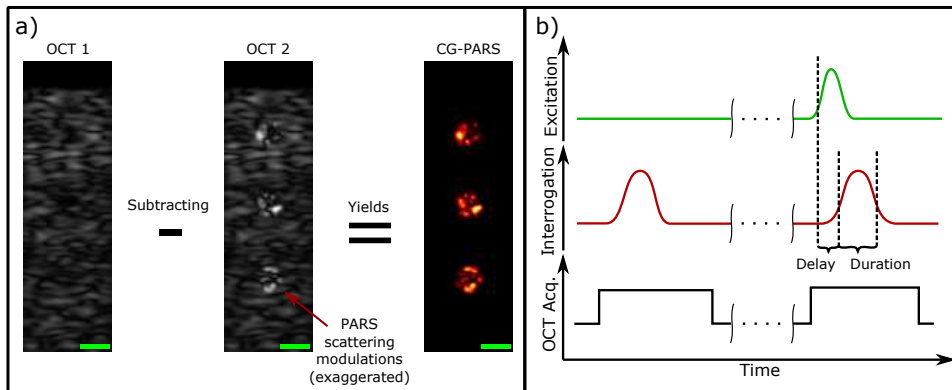 a)
OCT 1
OCT 2
CG-PARS
Subtracting
Yields
PARS
scattering
modulations
(exaggerated)
b)
Excitation
Interrogation
Delay
Duration
OCT Acq.
Time